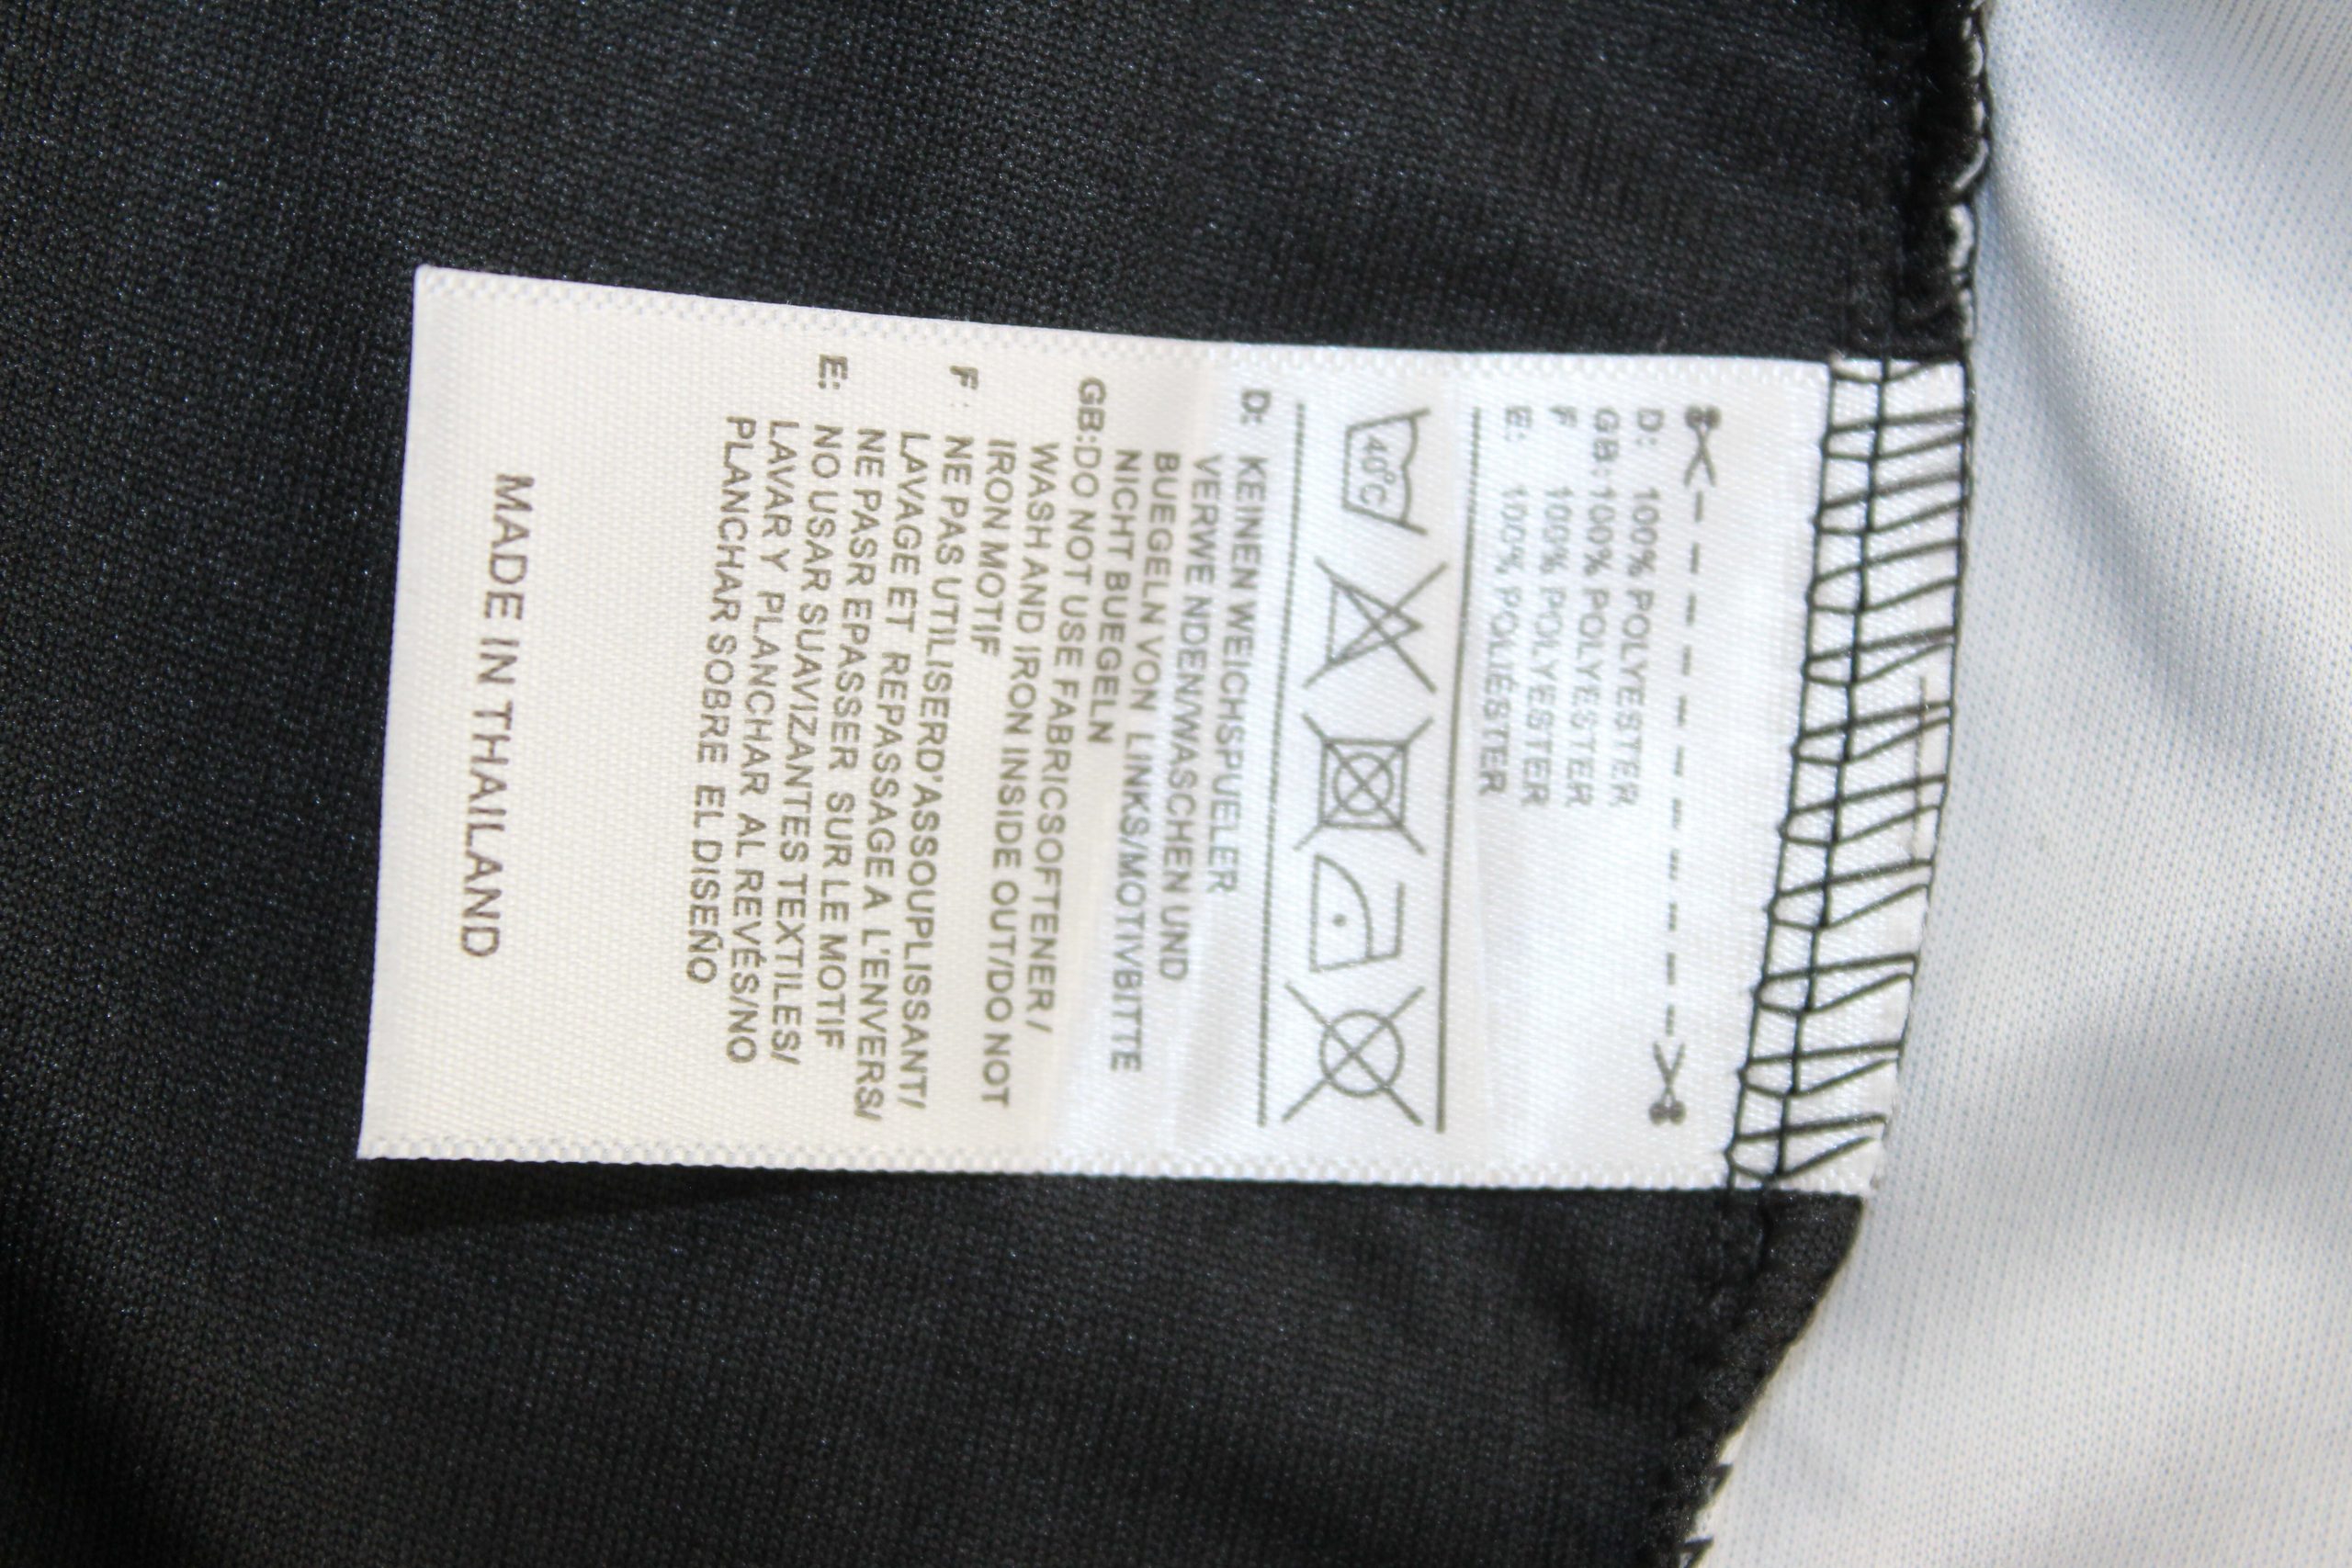 D: 100% POLYESTER
GB:100% POLYESTER
F 100% POLYESTER
E: 100% POLIÉSTER
40°C
D: KEINEN WEICHSPUELER
VERWE NDEN/WASCHEN UND
BUEGELN VON LINKS/MOTIVBITTE
NICHT BUEGELN
GB:DO NOT USE FABRICSOFTENER/
WASH AND IRON INSIDE OUT/DO NOT
IRON MOTIF
F: NE PAS UTILISERD'ASSOUPLISSANT/
LAVAGE ET REPASSAGE A L'ENVERS/
NE PASR EPASSER SUR LE MOTIF
E: NO USAR SUAVIZANTES TEXTILES/
LAVAR Y PLANCHAR AL REVÉS/NO
PLANCHAR SOBRE EL DISEÑO
MADE IN THAILAND